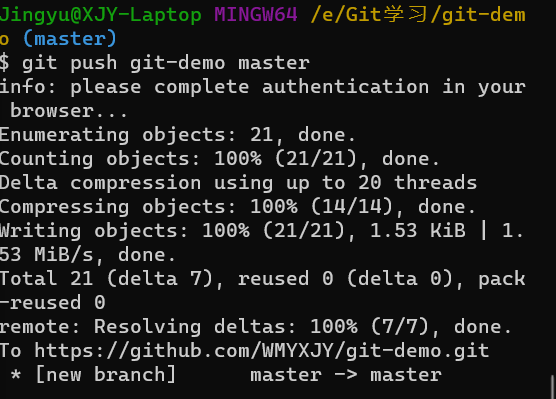 Jingyu@XJY-Laptop MINGW64 /e/Git学习/git-dem
o (master)
$ git push git-demo master
info: please complete authentication in your
 browser...
Enumerating objects: 21, done.
Counting objects: 100% (21/21), done.
Delta compression using up to 20 threads
Compressing objects: 100% (14/14), done.
Writing objects: 100% (21/21), 1.53 KiB | 1.
53 MiB/s, done.
Total 21 (delta 7), reused 0 (delta 0), pack
-reused 0
remote: Resolving deltas: 100% (7/7), done.
To https://github.com/WMYXJY/git-demo.git
 * [new branch]      master -> master